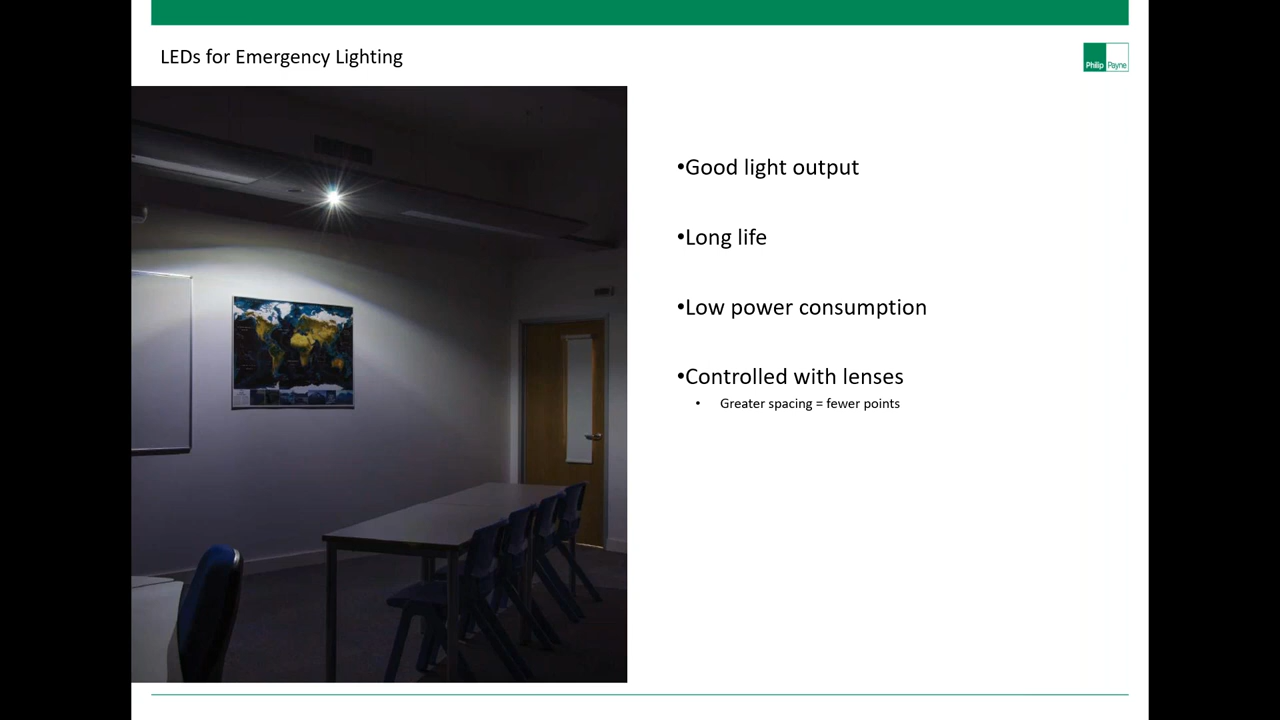 LEDs for Emergency Lighting
Philip Payne
•Good light output
•Long life
•Low power consumption
•Controlled with lenses
• Greater spacing = fewer points